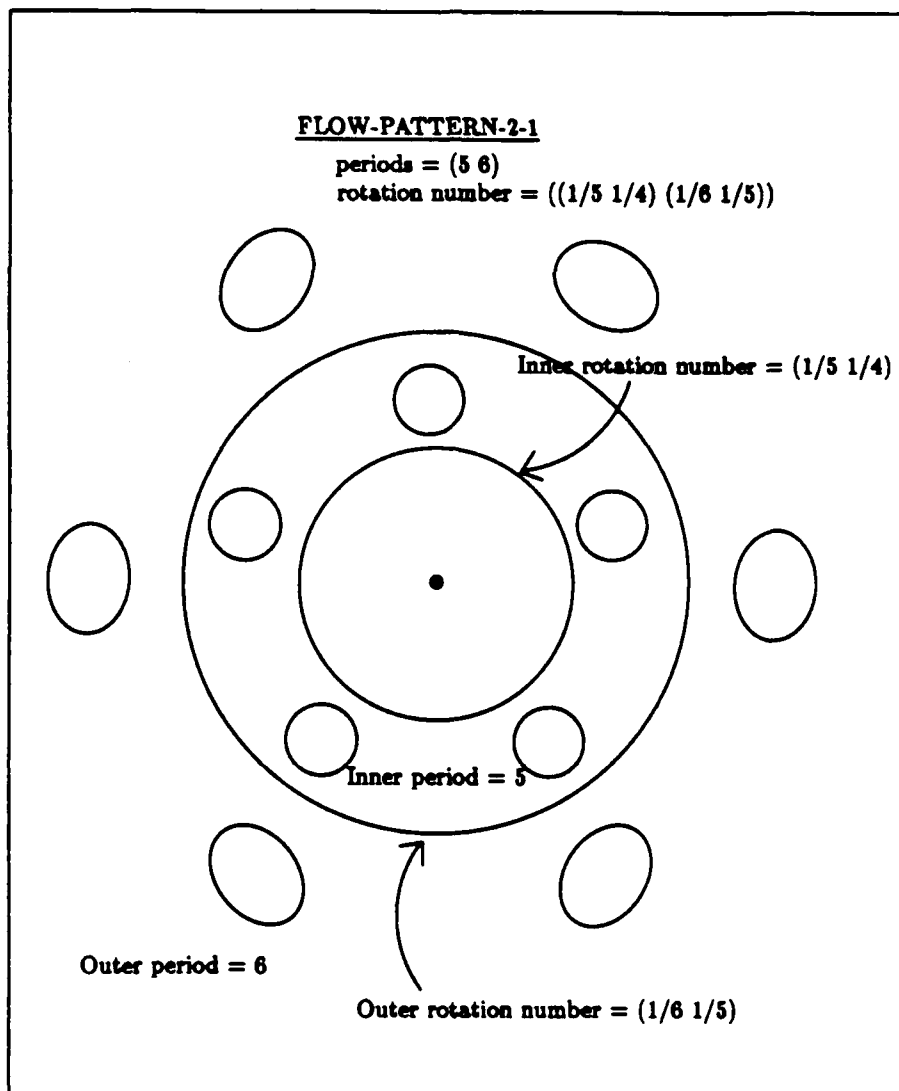 FLOW-PATTERN-2-1
periods = (5 6)
rotation number = ((1/5 1/4) (1/6 1/5))
Inner rotation number = (1/5 1/4)
Inner period = 5
Outer period = 6
Outer rotation number = (1/6 1/5)